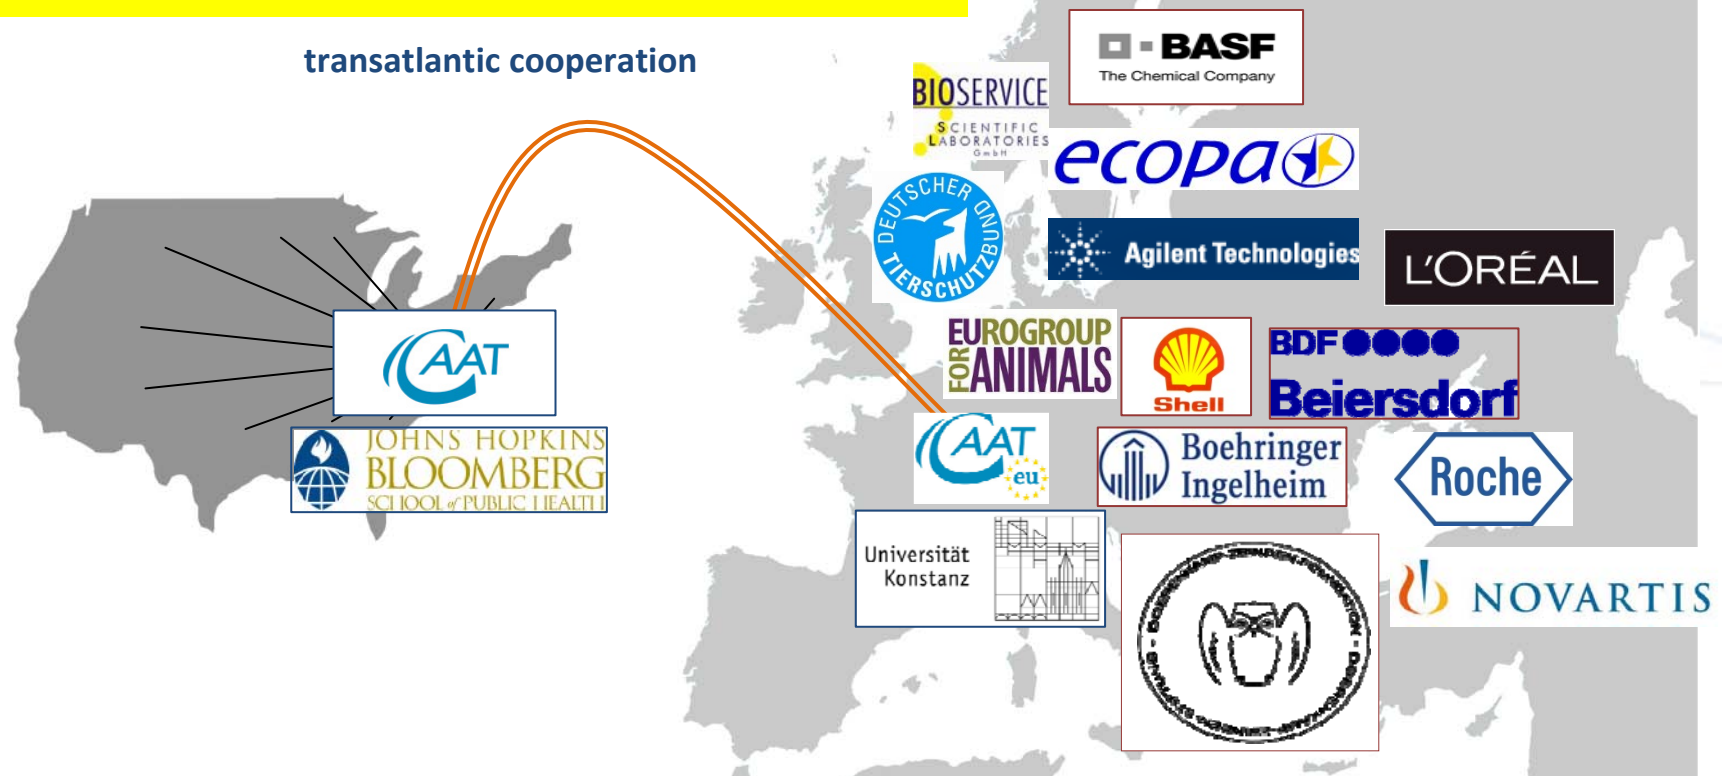 transatlantic cooperation
BASF
The Chemical Company
BIOSERVICE
SCIENTIFIC
LABORATORIES
GmbH
ecopa
DEUTSCHER
TIERSCHUTZBUND
Agilent Technologies
L'ORÉAL
CAAT
EUROGROUP
FOR
ANIMALS
Shell
BDF
Beiersdorf
JOHNS HOPKINS
BLOOMBERG
SCHOOL of PUBLIC HEALTH
CAAT
eu
Boehringer
Ingelheim
Roche
Universität
Konstanz
NOVARTIS